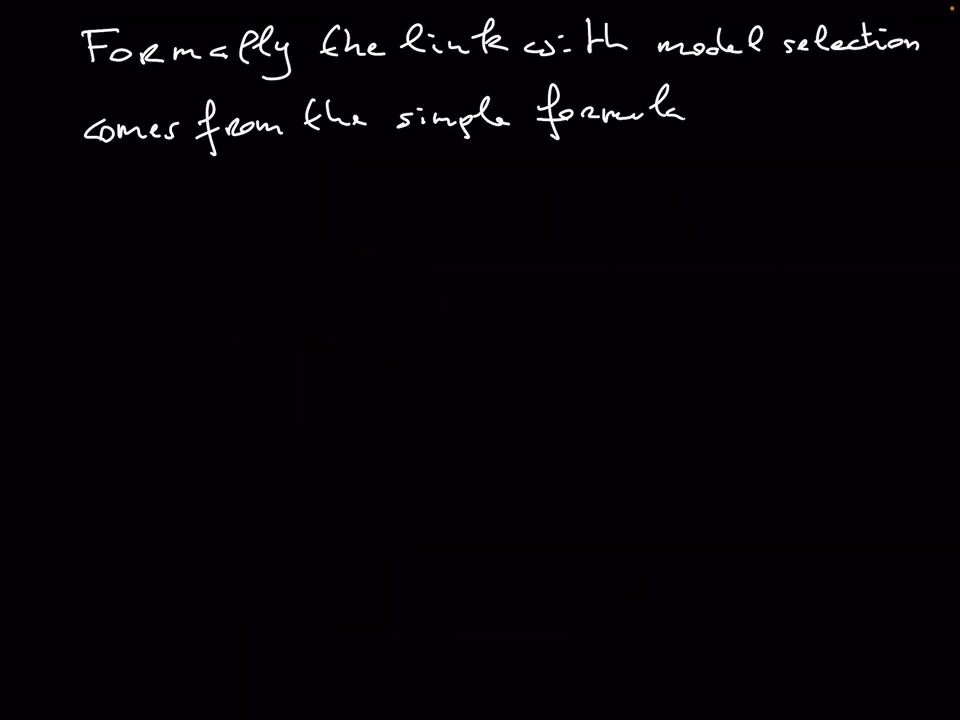 Formally the link with model selection
comes from the simple formula